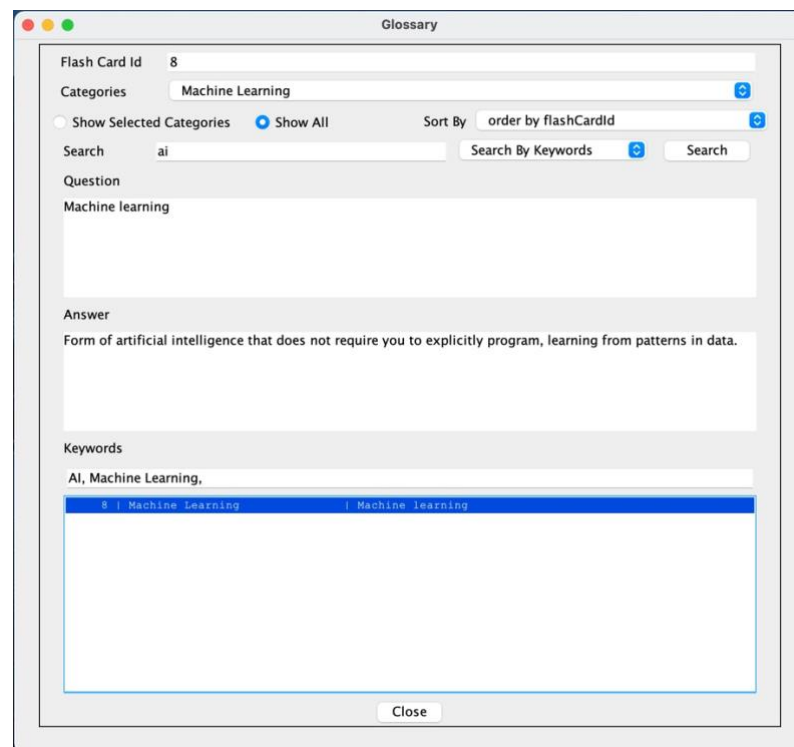 Glossary
Flash Card Id 8
Categories Machine Learning
Show Selected Categories Show All Sort By order by flashCardId
Search ai Search By Keywords Search
Question
Machine learning
Answer
Form of artificial intelligence that does not require you to explicitly program, learning from patterns in data.
Keywords
AI, Machine Learning,
8 | Machine Learning | Machine learning
Close